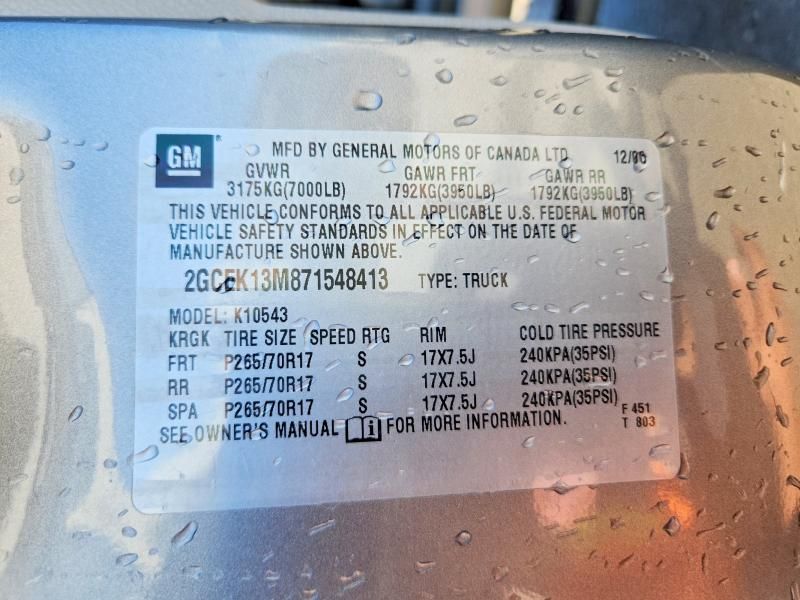 GM MFD BY GENERAL MOTORS OF CANADA LTD 12/06
GVWR GAWR FRT GAWR RR
3175KG(7000LB) 1792KG(3950LB) 1792KG(3950LB)
THIS VEHICLE CONFORMS TO ALL APPLICABLE U.S. FEDERAL MOTOR
VEHICLE SAFETY STANDARDS IN EFFECT ON THE DATE OF
MANUFACTURE SHOWN ABOVE.
2GCEK13M871548413 TYPE: TRUCK
MODEL: K10543
KRGK TIRE SIZE SPEED RTG RIM COLD TIRE PRESSURE
FRT P265/70R17 S 17X7.5J 240KPA(35PSI)
RR P265/70R17 S 17X7.5J 240KPA(35PSI)
SPA P265/70R17 S 17X7.5J 240KPA(35PSI)
SEE OWNER'S MANUAL i FOR MORE INFORMATION.
F 451
T 803